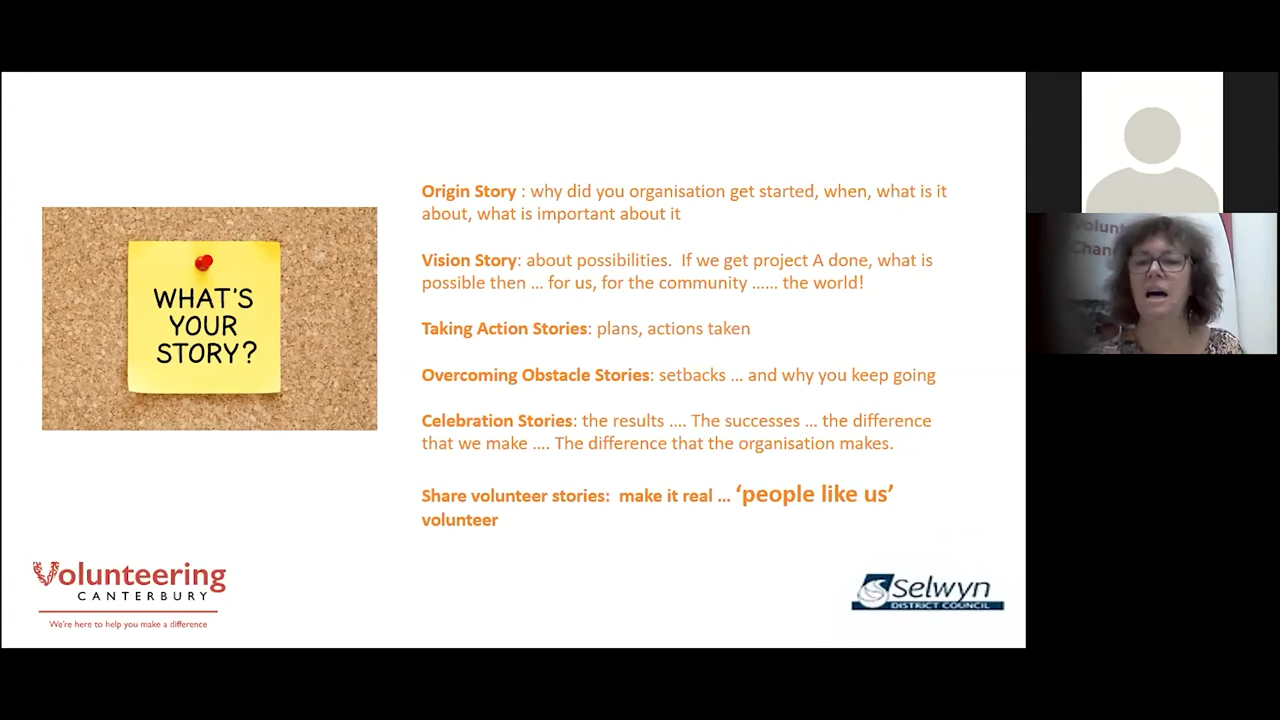 WHAT'S
YOUR
STORY?
Origin Story : why did you organisation get started, when, what is it
about, what is important about it
Vision Story: about possibilities.  If we get project A done, what is
possible then … for us, for the community …… the world!
Taking Action Stories: plans, actions taken
Overcoming Obstacle Stories: setbacks … and why you keep going
Celebration Stories: the results …. The successes … the difference
that we make …. The difference that the organisation makes.
Share volunteer stories:  make it real … ‘people like us’
volunteer
Volunteering
CANTERBURY
We're here to help you make a difference
Selwyn
DISTRICT COUNCIL